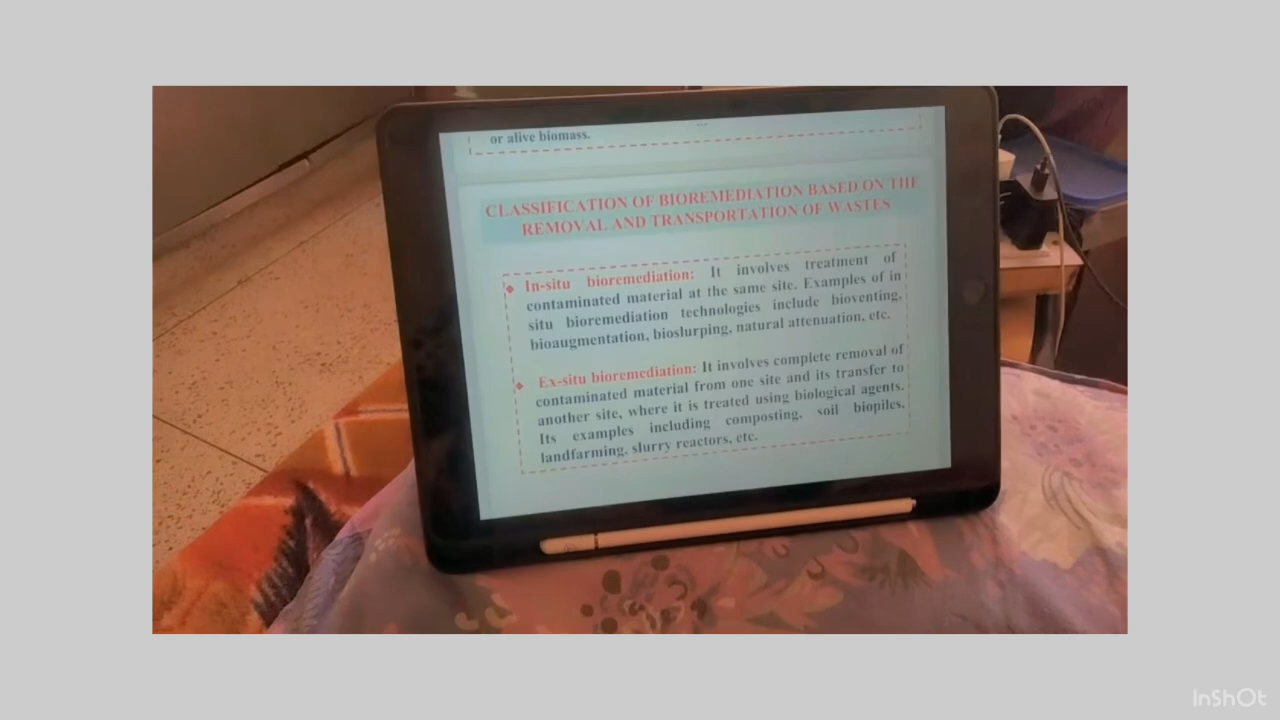 or alive biomass.
CLASSIFICATION OF BIOREMEDIATION BASED ON THE
REMOVAL AND TRANSPORTATION OF WASTES
❖ In-situ bioremediation: It involves treatment of
contaminated material at the same site. Examples of in
situ bioremediation technologies include bioventing,
bioaugmentation, bioslurping, natural attenuation, etc.
❖ Ex-situ bioremediation: It involves complete removal of
contaminated material from one site and its transfer to
another site, where it is treated using biological agents.
Its examples including composting, soil biopiles,
landfarming, slurry reactors, etc.
InShOt